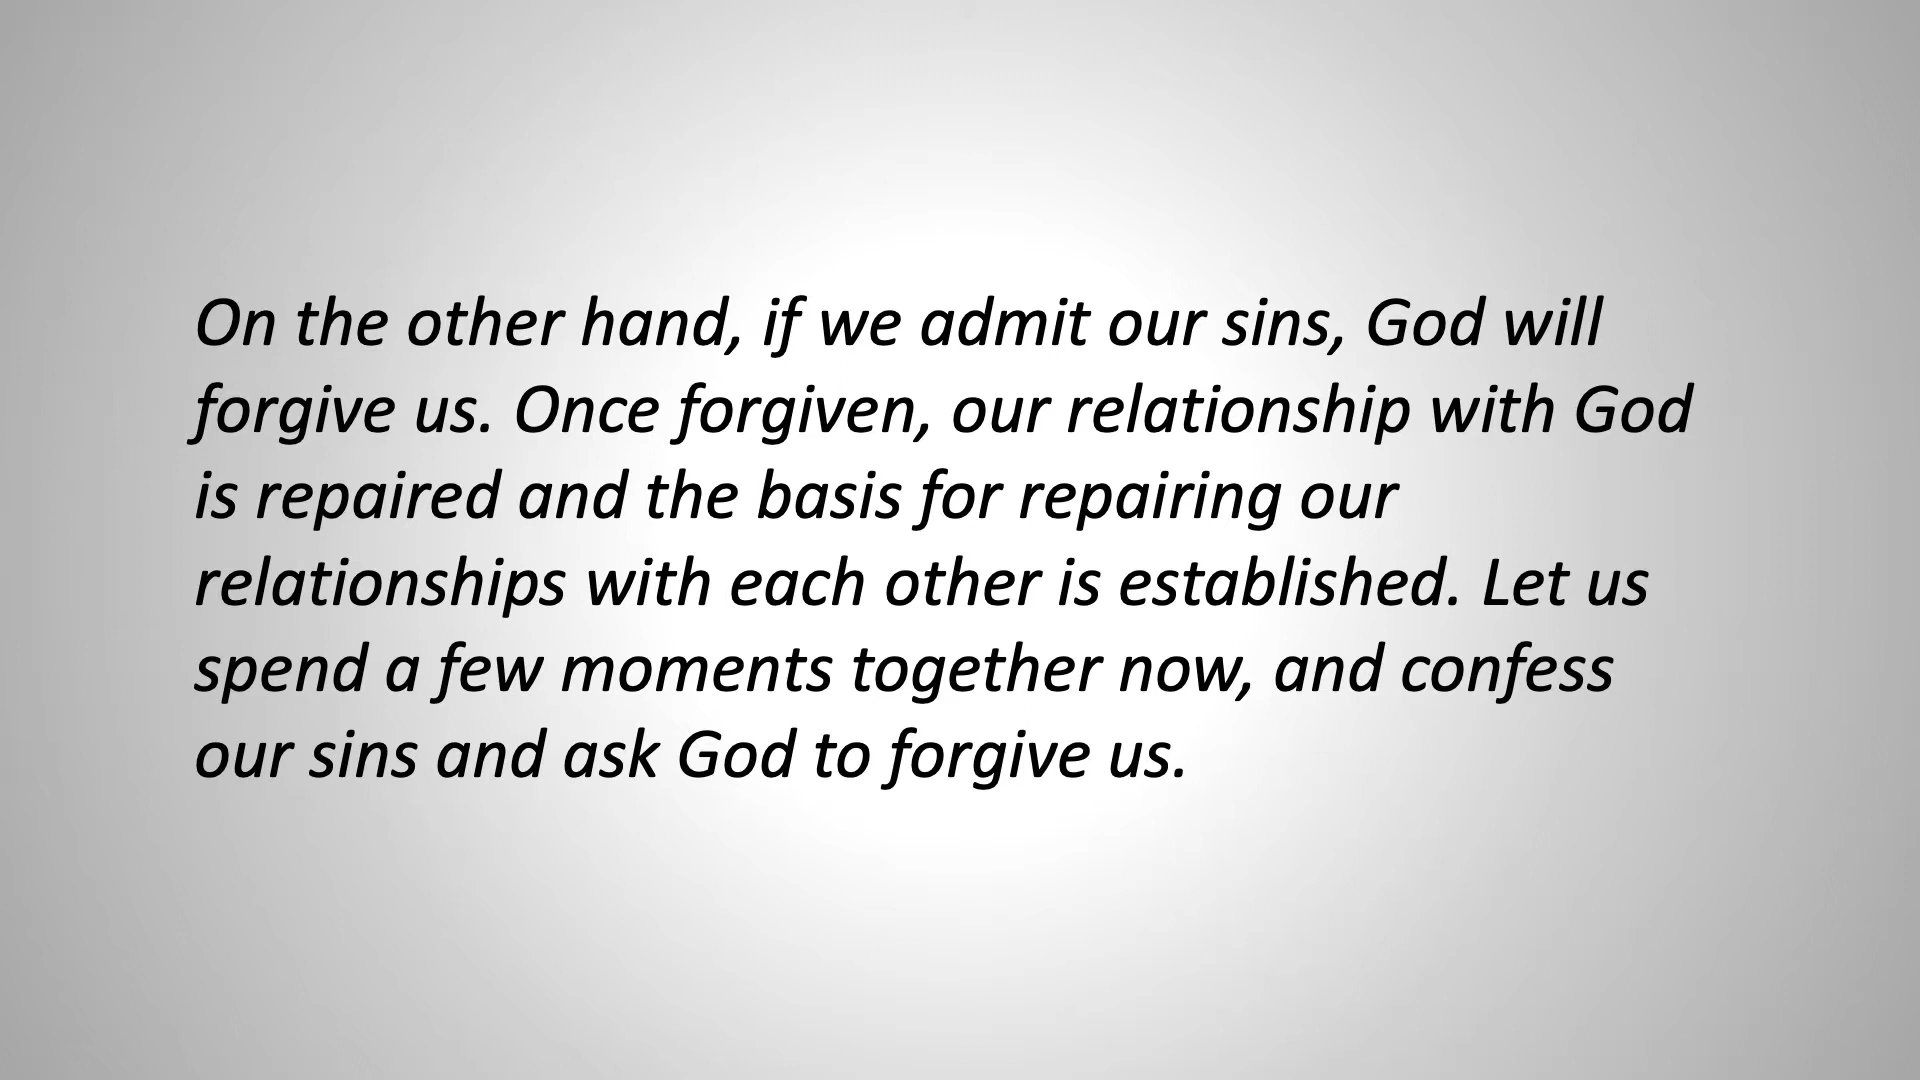 On the other hand, if we admit our sins, God will
forgive us. Once forgiven, our relationship with God
is repaired and the basis for repairing our
relationships with each other is established. Let us
spend a few moments together now, and confess
our sins and ask God to forgive us.